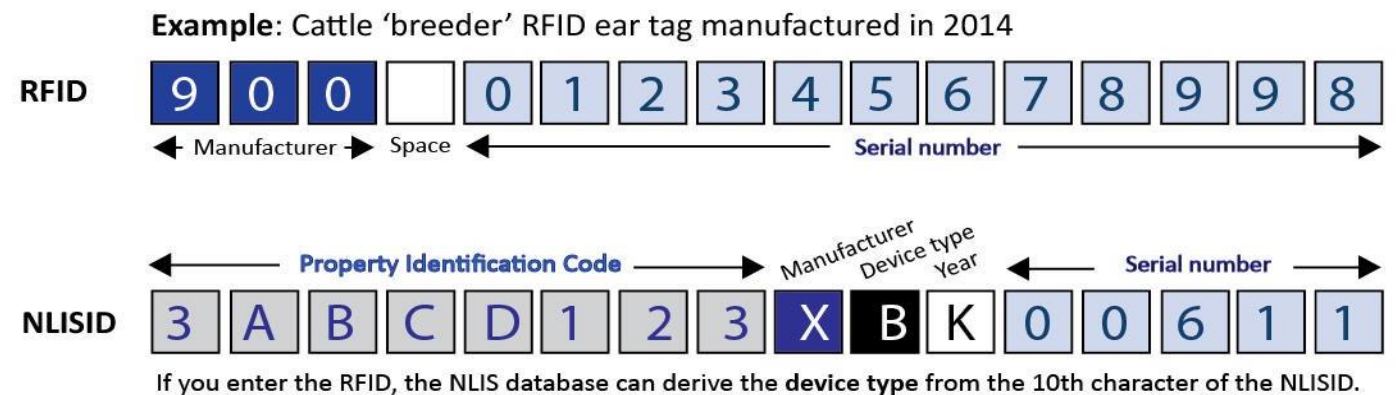 Example: Cattle ‘breeder’ RFID ear tag manufactured in 2014
RFID 9 0 0 0 1 2 3 4 5 6 7 8 9 9 8
Manufacturer Space Serial number
Property Identification Code Manufacturer Device type Year Serial number
NLISID 3 A B C D 1 2 3 X B K 0 0 6 1 1
If you enter the RFID, the NLIS database can derive the device type from the 10th character of the NLISID.